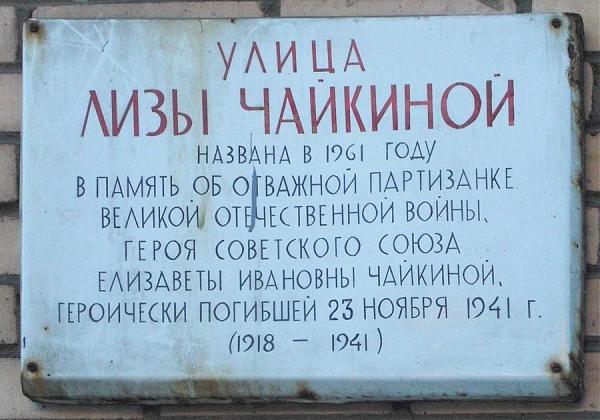 УЛИЦА
ЛИЗЫ ЧАЙКИНОЙ
НАЗВАНА В 1961 ГОДУ
В ПАМЯТЬ ОБ ОТВАЖНОЙ ПАРТИЗАНКЕ
ВЕЛИКОЙ ОТЕЧЕСТВЕННОЙ ВОЙНЫ,
ГЕРОЯ СОВЕТСКОГО СОЮЗА
ЕЛИЗАВЕТЫ ИВАНОВНЫ ЧАЙКИНОЙ,
ГЕРОИЧЕСКИ ПОГИБШЕЙ 23 НОЯБРЯ 1941 г.
(1918 – 1941)